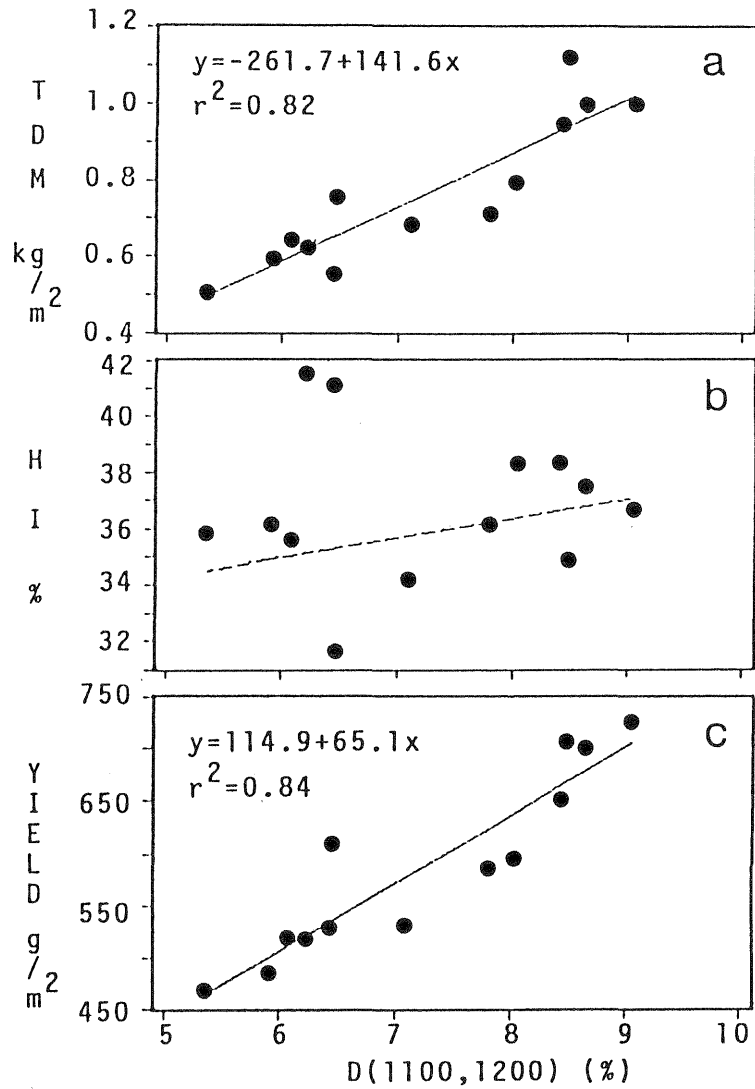 1.2
y=-261.7+141.6x
a
r²=0.82
T D M kg/m²
1.0
0.8
0.6
0.4
42
b
40
H I %
38
36
34
32
750
y=114.9+65.1x
c
r²=0.84
YIELD g/m²
650
550
450
5 6 7 8 9 10
D(1100,1200) (%)